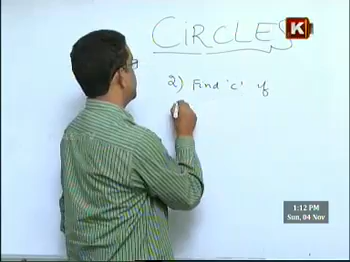 CIRCLES
K
2) Find 'c' if
1:12 PM
Sun, 04 Nov